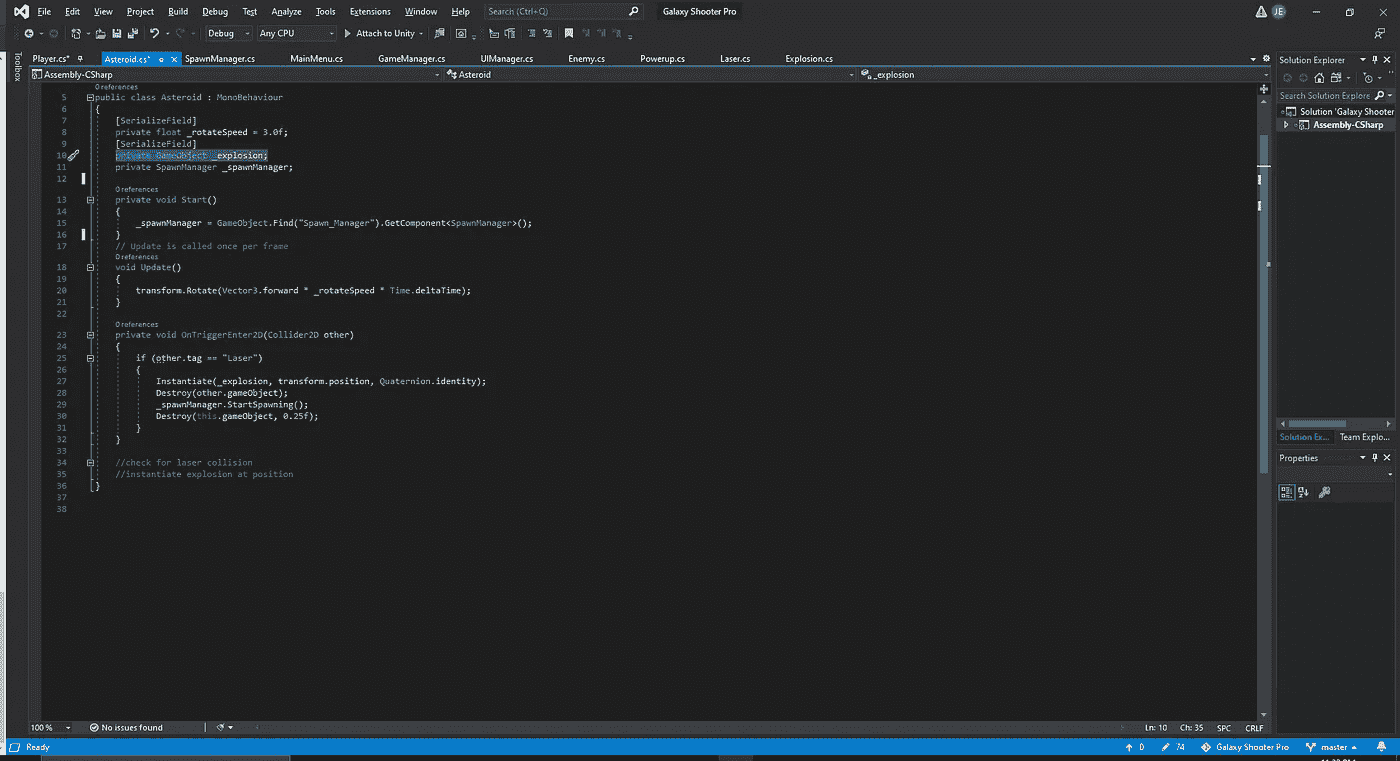 File Edit View Project Build Debug Test Analyze Tools Extensions Window Help Search (Ctrl+Q) Galaxy Shooter Pro JE
Debug Any CPU Attach to Unity
Toolbox
Player.cs* Asteroid.cs* SpawnManager.cs MainMenu.cs GameManager.cs UIManager.cs Enemy.cs Powerup.cs Laser.cs Explosion.cs
Assembly-CSharp Asteroid _explosion
0 references
5 public class Asteroid : MonoBehaviour
6 {
7 [SerializeField]
8 private float _rotateSpeed = 3.0f;
9 [SerializeField]
10 private GameObject _explosion;
11 private SpawnManager _spawnManager;
12
0 references
13 private void Start()
14 {
15 _spawnManager = GameObject.Find("Spawn_Manager").GetComponent<SpawnManager>();
16 }
17 // Update is called once per frame
0 references
18 void Update()
19 {
20 transform.Rotate(Vector3.forward * _rotateSpeed * Time.deltaTime);
21 }
22
0 references
23 private void OnTriggerEnter2D(Collider2D other)
24 {
25 if (other.tag == "Laser")
26 {
27 Instantiate(_explosion, transform.position, Quaternion.identity);
28 Destroy(other.gameObject);
29 _spawnManager.StartSpawning();
30 Destroy(this.gameObject, 0.25f);
31 }
32 }
33
34 //check for laser collision
35 //instantiate explosion at position
36 }
37
38
Solution Explorer
Search Solution Explore
Solution 'Galaxy Shooter
Assembly-CSharp
Solution Ex... Team Explo...
Properties
100 % No issues found Ln: 10 Ch: 35 SPC CRLF
Ready 0 74 Galaxy Shooter Pro master